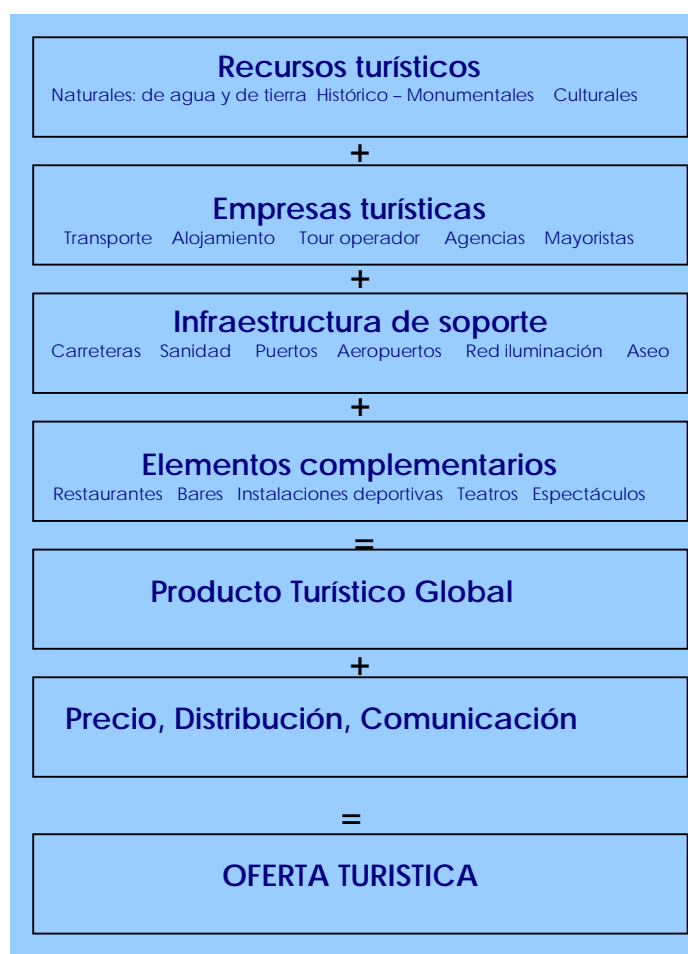 Recursos turísticos
Naturales: de agua y de tierra Histórico – Monumentales Culturales
+
Empresas turísticas
Transporte Alojamiento Tour operador Agencias Mayoristas
+
Infraestructura de soporte
Carreteras Sanidad Puertos Aeropuertos Red iluminación Aseo
+
Elementos complementarios
Restaurantes Bares Instalaciones deportivas Teatros Espectáculos
=
Producto Turístico Global
+
Precio, Distribución, Comunicación
=
OFERTA TURISTICA